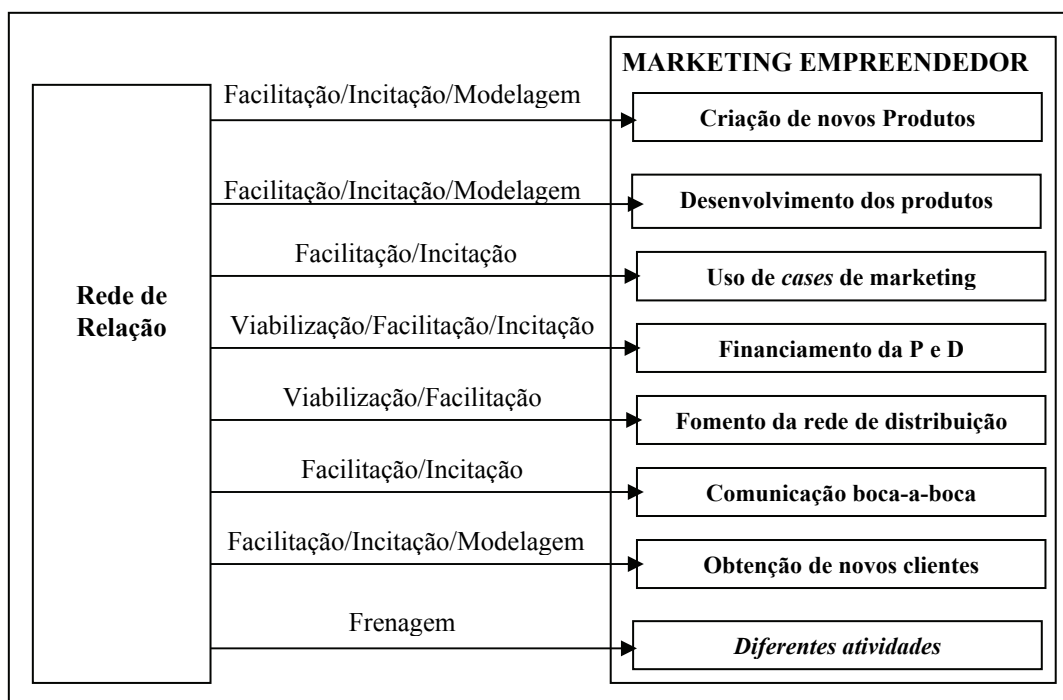 MARKETING EMPREENDEDOR
Facilitação/Incitação/Modelagem
Criação de novos Produtos
Facilitação/Incitação/Modelagem
Desenvolvimento dos produtos
Facilitação/Incitação
Uso de cases de marketing
Rede de
Relação
Viabilização/Facilitação/Incitação
Financiamento da P e D
Viabilização/Facilitação
Fomento da rede de distribuição
Facilitação/Incitação
Comunicação boca-a-boca
Facilitação/Incitação/Modelagem
Obtenção de novos clientes
Frenagem
Diferentes atividades